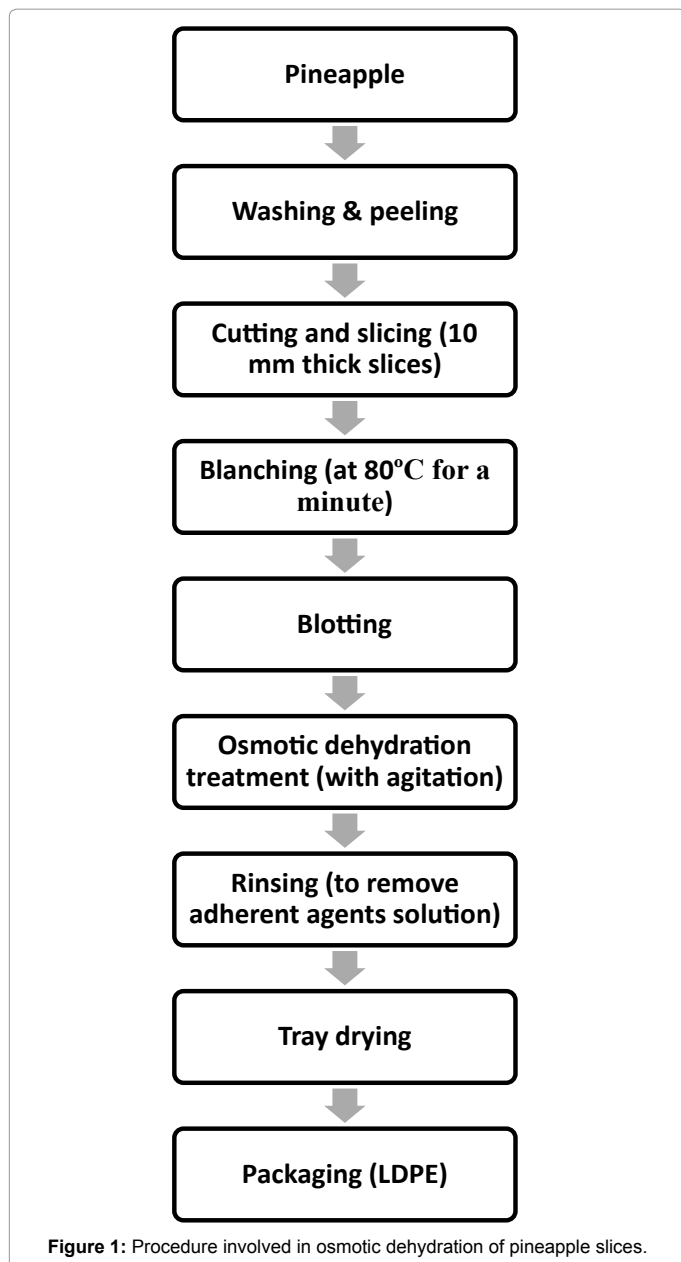 Pineapple
Washing & peeling
Cutting and slicing (10
mm thick slices)
Blanching (at 80°C for a
minute)
Blotting
Osmotic dehydration
treatment (with agitation)
Rinsing (to remove
adherent agents solution)
Tray drying
Packaging (LDPE)
Figure 1: Procedure involved in osmotic dehydration of pineapple slices.